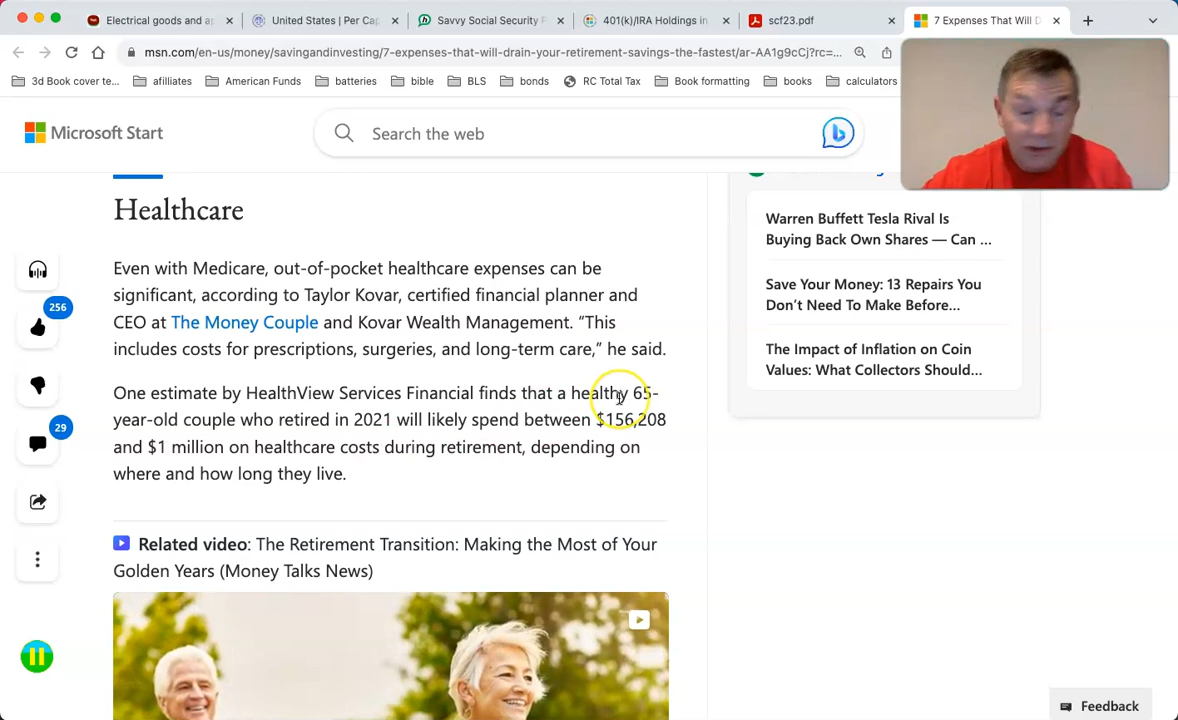 Electrical goods and ap
United States | Per Cap
Savvy Social Security P
401(k)/IRA Holdings in
scf23.pdf
7 Expenses That Will D
msn.com/en-us/money/savingandinvesting/7-expenses-that-will-drain-your-retirement-savings-the-fastest/ar-AA1g9cCj?rc=...
3d Book cover te...
afilliates
American Funds
batteries
bible
BLS
bonds
RC Total Tax
Book formatting
books
calculators
Microsoft Start
Search the web
Healthcare
Even with Medicare, out-of-pocket healthcare expenses can be
significant, according to Taylor Kovar, certified financial planner and
CEO at The Money Couple and Kovar Wealth Management. “This
includes costs for prescriptions, surgeries, and long-term care,” he said.
One estimate by HealthView Services Financial finds that a healthy 65-
year-old couple who retired in 2021 will likely spend between $156,208
and $1 million on healthcare costs during retirement, depending on
where and how long they live.
Related video: The Retirement Transition: Making the Most of Your
Golden Years (Money Talks News)
256
29
Warren Buffett Tesla Rival Is
Buying Back Own Shares — Can ...
Save Your Money: 13 Repairs You
Don’t Need To Make Before...
The Impact of Inflation on Coin
Values: What Collectors Should...
Feedback